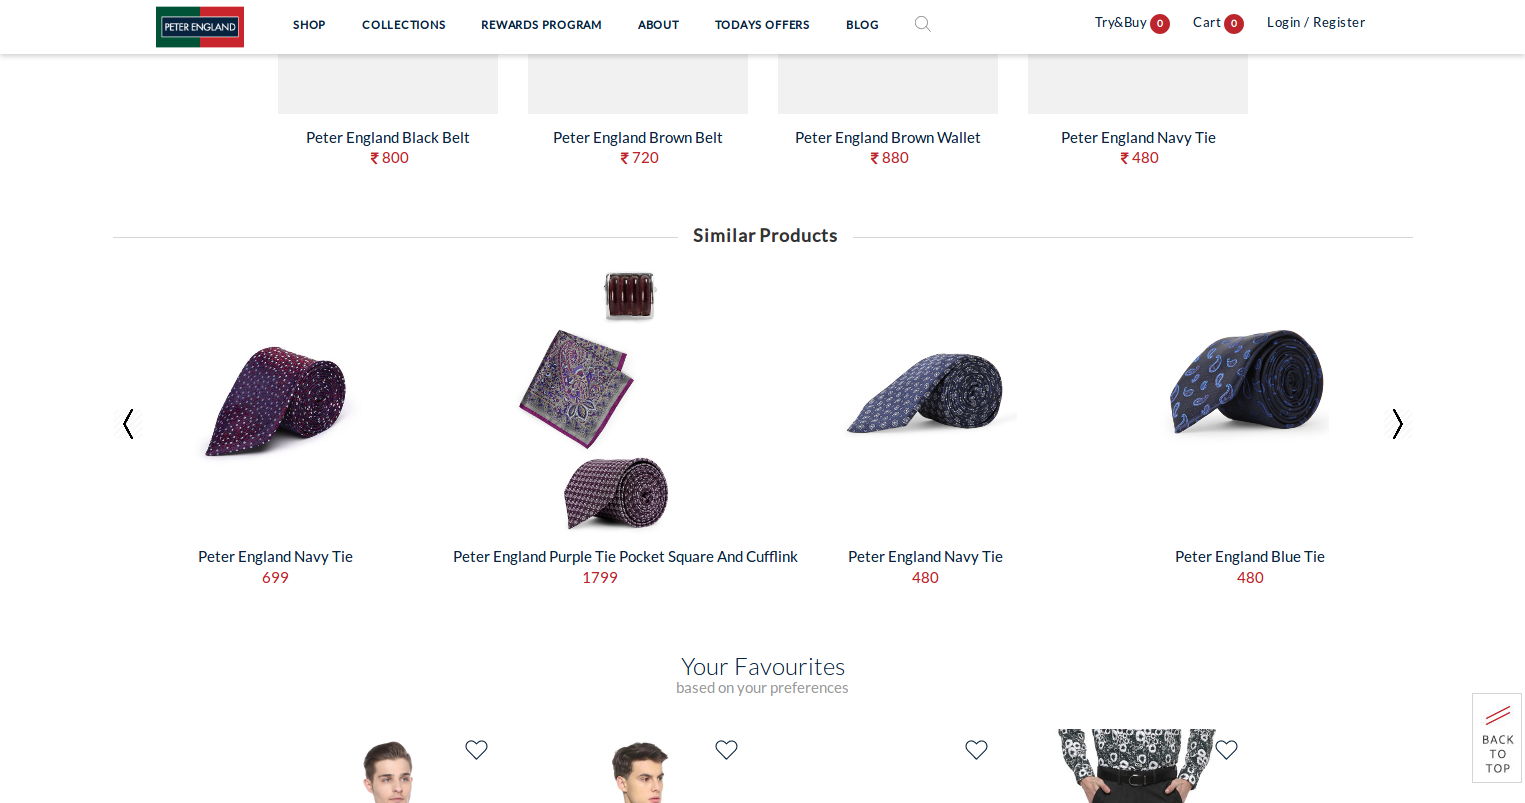 PETER ENGLAND
SHOP COLLECTIONS REWARDS PROGRAM ABOUT TODAYS OFFERS BLOG
Try&Buy 0 Cart 0 Login / Register
Peter England Black Belt
₹ 800
Peter England Brown Belt
₹ 720
Peter England Brown Wallet
₹ 880
Peter England Navy Tie
₹ 480
Similar Products
Peter England Navy Tie
699
Peter England Purple Tie Pocket Square And Cufflink
1799
Peter England Navy Tie
480
Peter England Blue Tie
480
Your Favourites
based on your preferences
BACK
TO
TOP